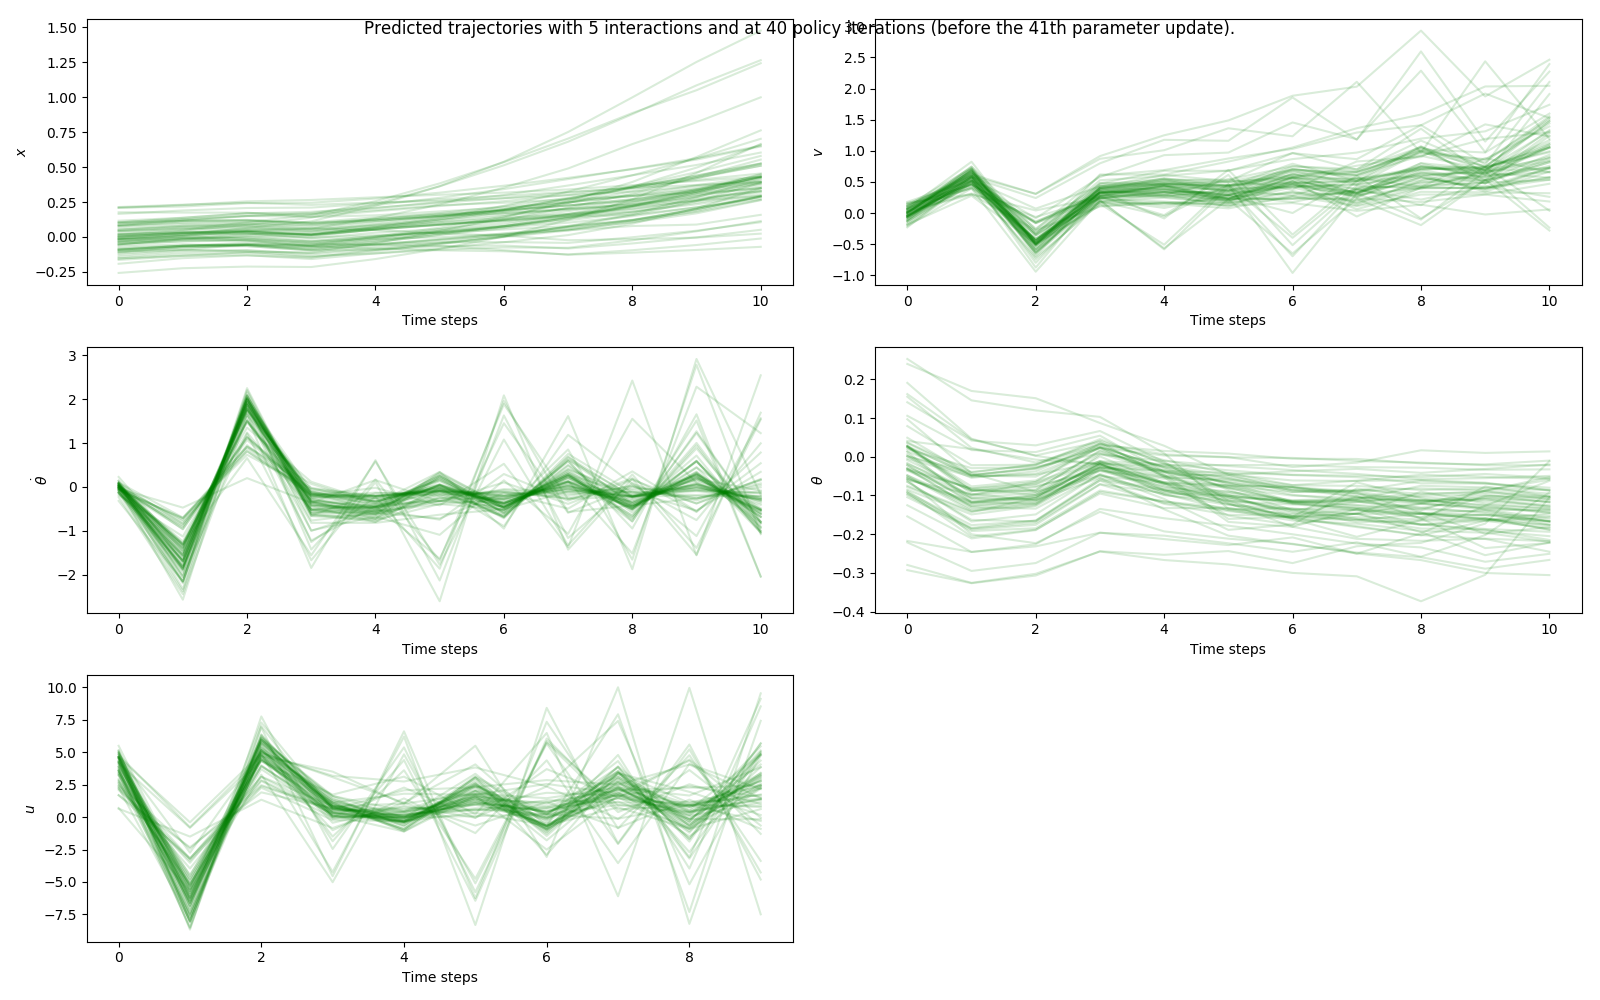 Predicted trajectories with 5 interactions and at 40 policy iterations (before the 41th parameter update).
1.50
1.25
1.00
0.75
0.50
0.25
0.00
−0.25
x
0 2 4 6 8 10
Time steps
3.0
2.5
2.0
1.5
1.0
0.5
0.0
−0.5
−1.0
v
0 2 4 6 8 10
Time steps
3
2
1
0
−1
−2
θ̇
0 2 4 6 8 10
Time steps
0.2
0.1
0.0
−0.1
−0.2
−0.3
−0.4
θ
0 2 4 6 8 10
Time steps
10.0
7.5
5.0
2.5
0.0
−2.5
−5.0
−7.5
u
0 2 4 6 8
Time steps